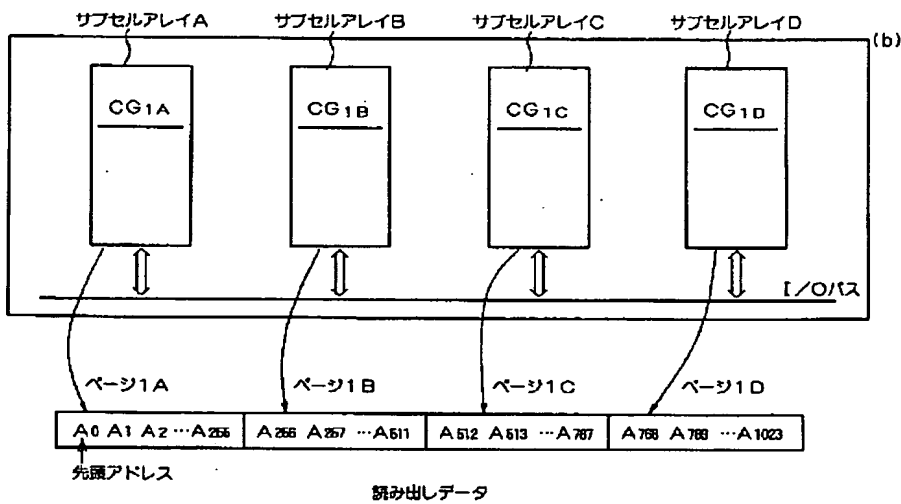 サブセルアレイA サブセルアレイB サブセルアレイC サブセルアレイD
(b)
CG1A CG1B CG1C CG1D
I/Oバス
ページ1A ページ1B ページ1C ページ1D
A0 A1 A2 …A255 A256 A257 …A511 A512 A513 …A767 A768 A769 …A1023
先頭アドレス
読み出しデータ